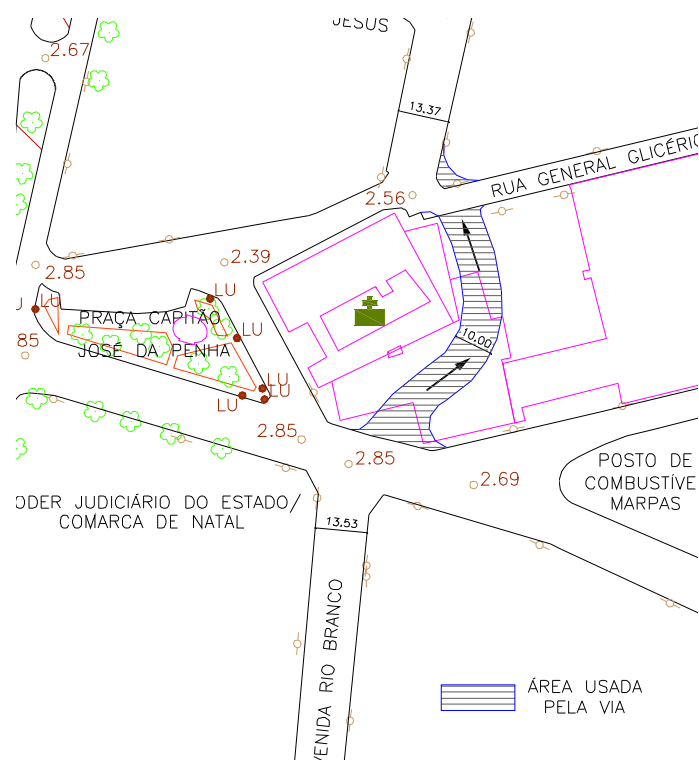 JESUS
2.67
13.37
RUA GENERAL GLICÉRIO
2.56
2.39
2.85
LU
LU
PRAÇA CAPITÃO
LU
JOSÉ DA PENHA
85
10.00
LU
LU
LU
2.85
2.85
2.69
POSTO DE
COMBUSTÍVE
MARPAS
ODER JUDICIÁRIO DO ESTADO/
COMARCA DE NATAL
13.53
VENIDA RIO BRANCO
ÁREA USADA
PELA VIA